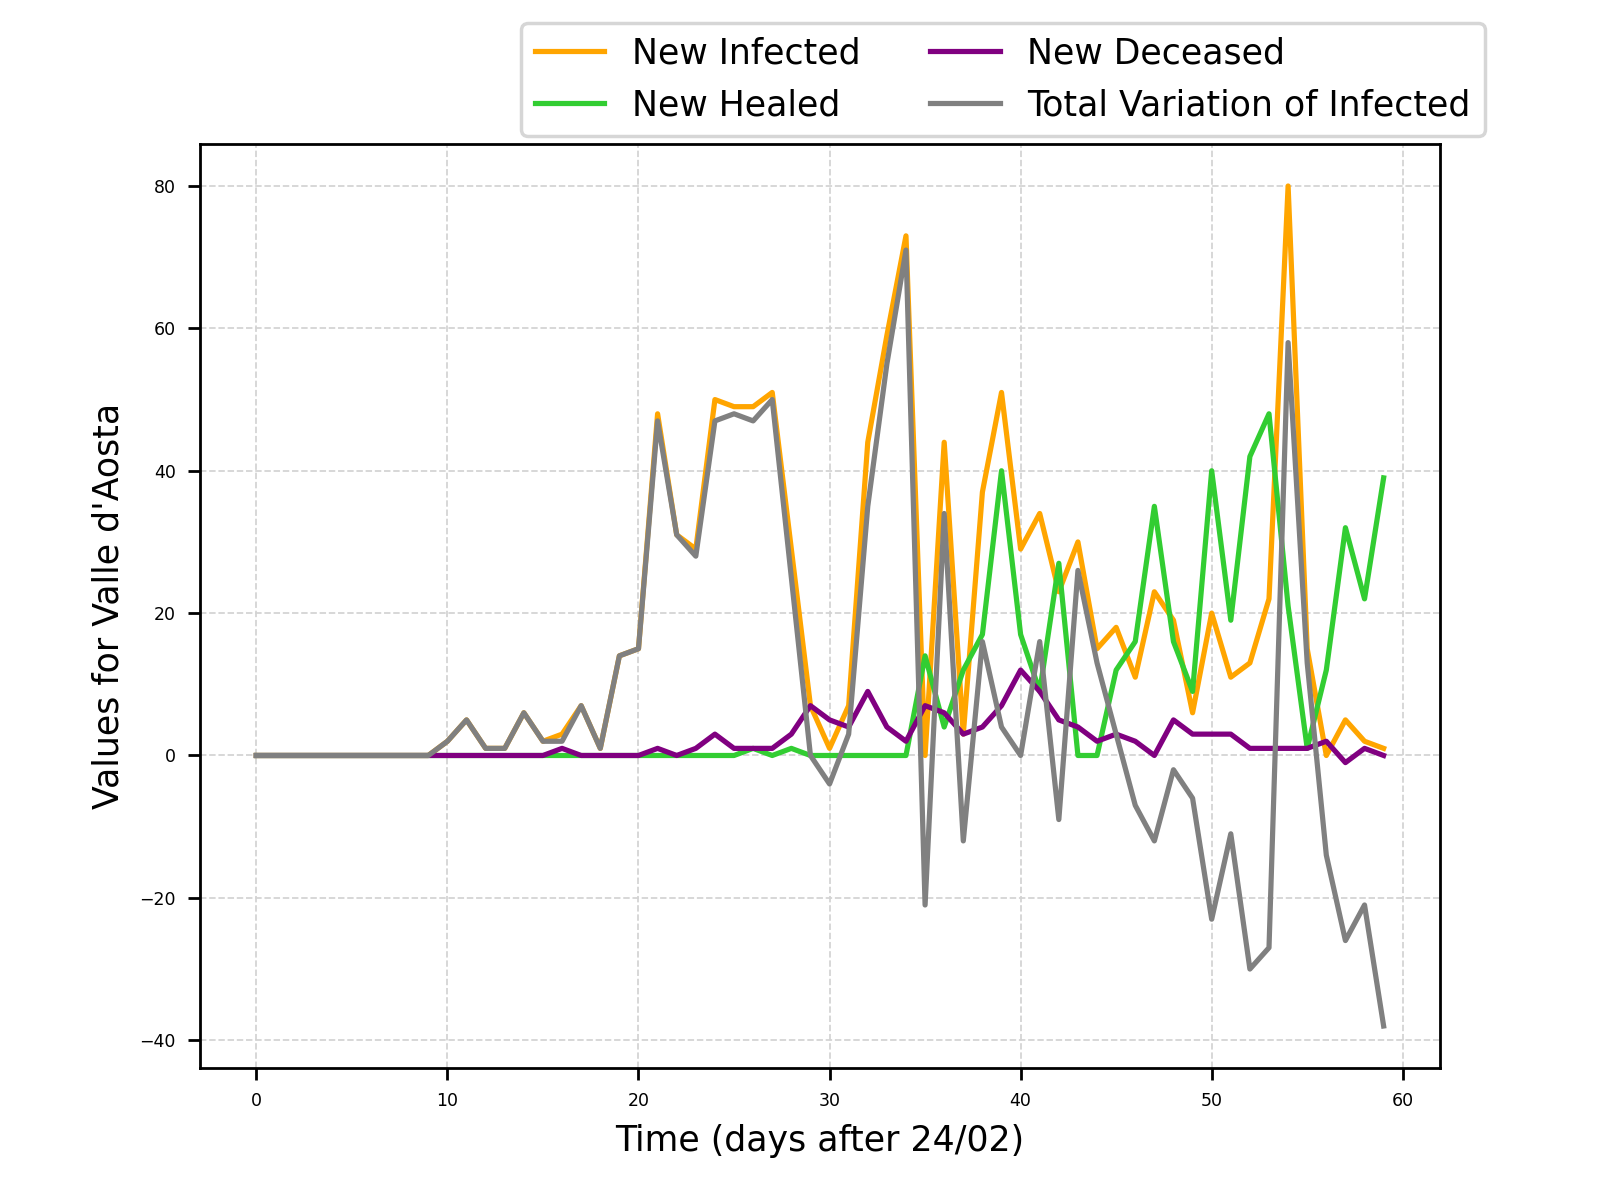 New Infected
New Healed
New Deceased
Total Variation of Infected
80
60
40
20
0
−20
−40
Values for Valle d'Aosta
0 10 20 30 40 50 60
Time (days after 24/02)